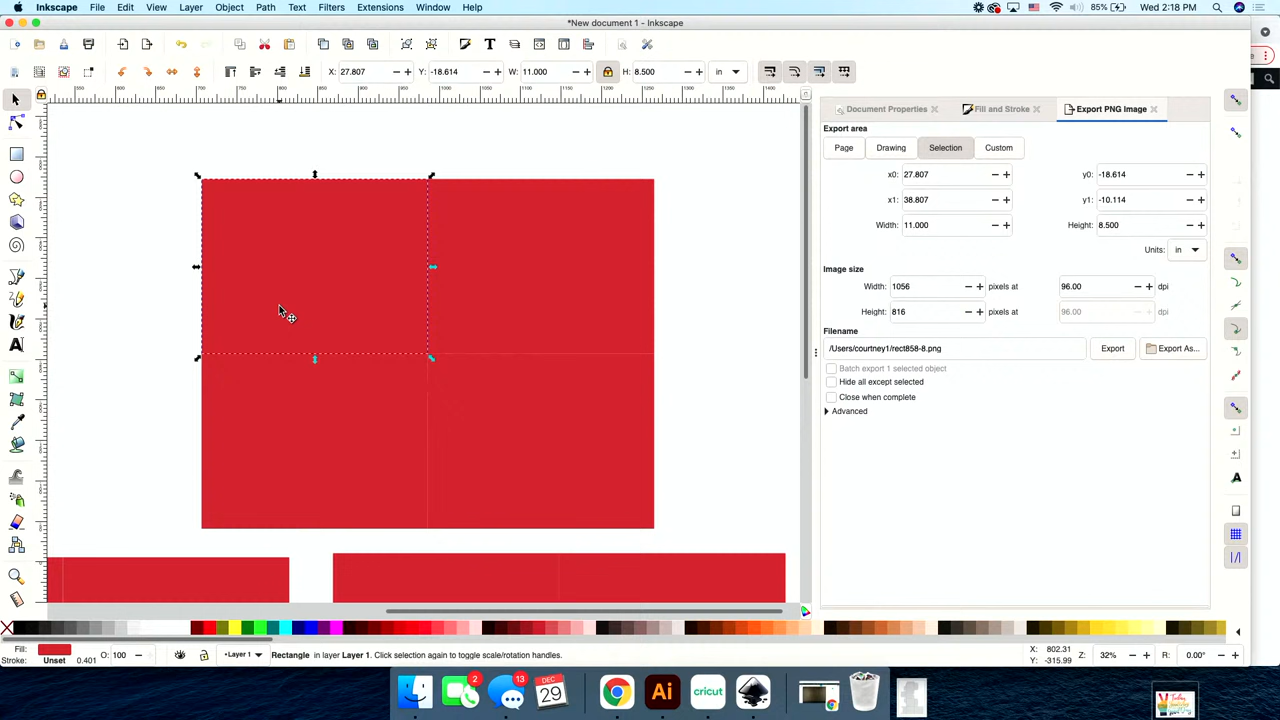 Inkscape File Edit View Layer Object Path Text Filters Extensions Window Help 85% Wed 2:18 PM
*New document 1 - Inkscape
X: 27.807 Y: -18.614 W: 11.000 H: 8.500 in
Document Properties Fill and Stroke Export PNG Image
Export area
Page Drawing Selection Custom
x0: 27.807 y0: -18.614
x1: 38.807 y1: -10.114
Width: 11.000 Height: 8.500
Units: in
Image size
Width: 1056 pixels at 96.00 dpi
Height: 816 pixels at 96.00 dpi
Filename
/Users/courtney1/rect858-8.png Export Export As...
Batch export 1 selected object
Hide all except selected
Close when complete
Advanced
Fill: X: 802.31
Stroke: Unset 0.401 O: 100 Layer 1 Rectangle in layer Layer 1. Click selection again to toggle scale/rotation handles. Y: -315.99 Z: 32% R: 0.00°
2 13 DEC 29 Ai cricut